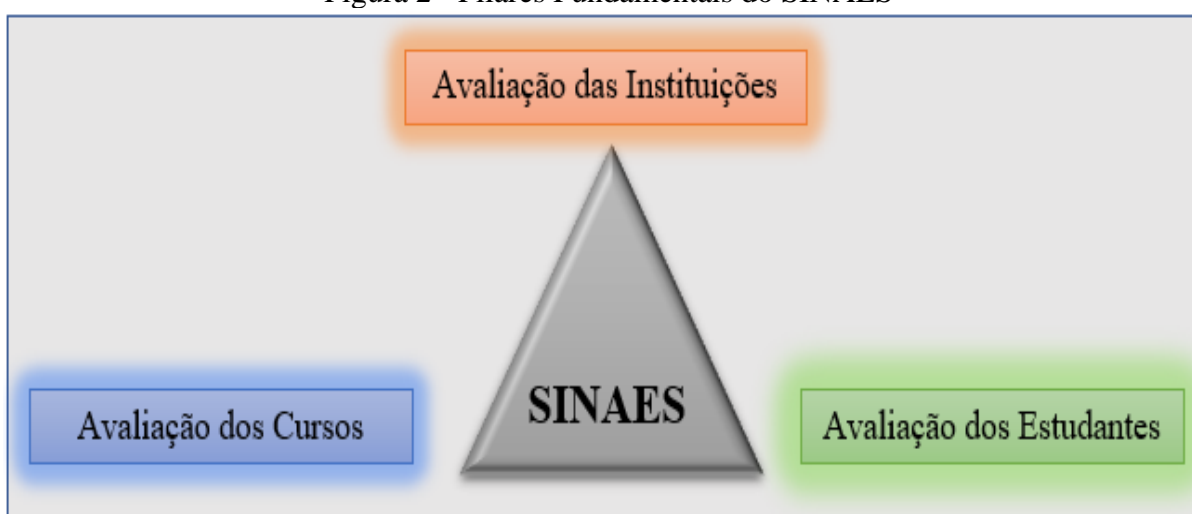 Figura 2 - Pilares Fundamentais do SINAES
Avaliação das Instituições
SINAES
Avaliação dos Cursos
Avaliação dos Estudantes